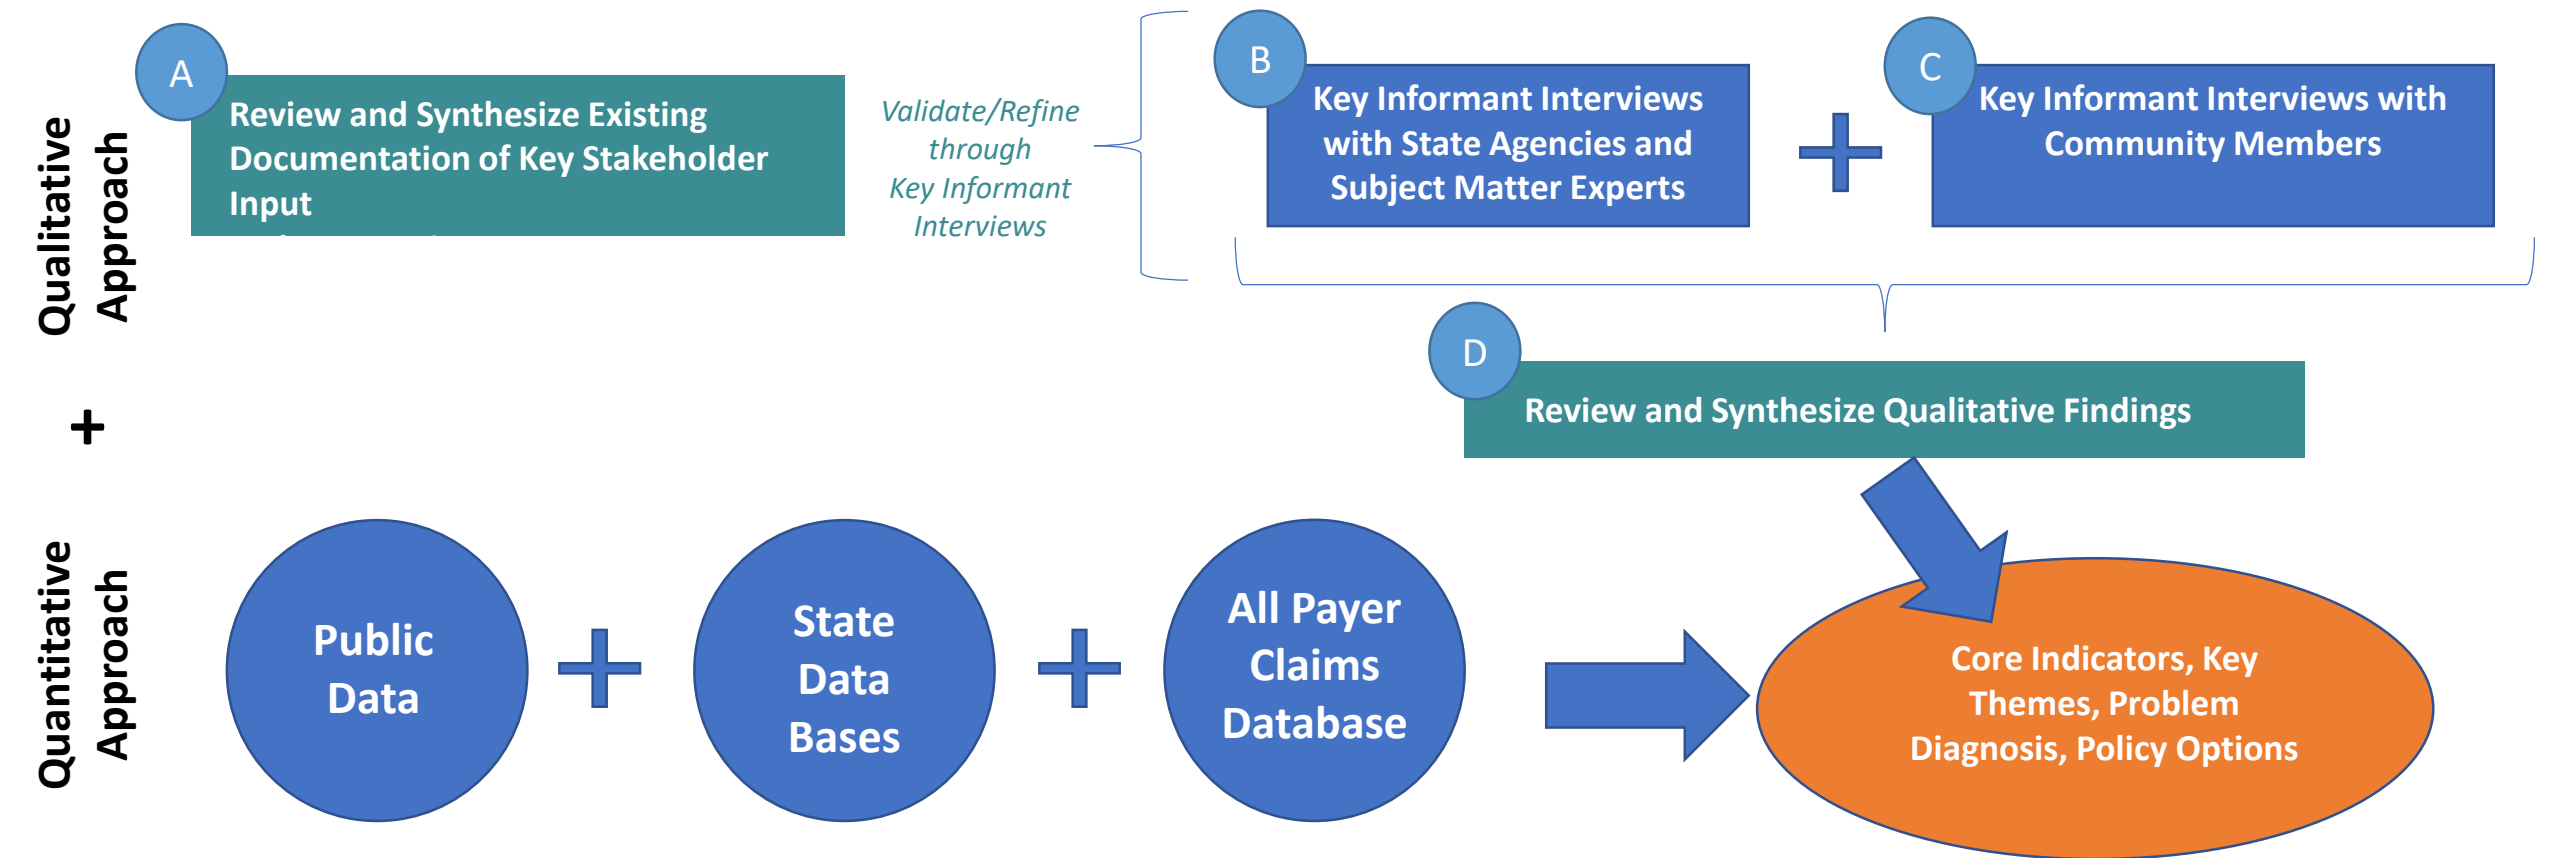 Qualitative
Approach
A
Review and Synthesize Existing
Documentation of Key Stakeholder
Input
Validate/Refine
through
Key Informant
Interviews
B
Key Informant Interviews
with State Agencies and
Subject Matter Experts
+
C
Key Informant Interviews with
Community Members
D
Review and Synthesize Qualitative Findings
+
Quantitative
Approach
Public
Data
+
State
Data
Bases
+
All Payer
Claims
Database
Core Indicators, Key
Themes, Problem
Diagnosis, Policy Options